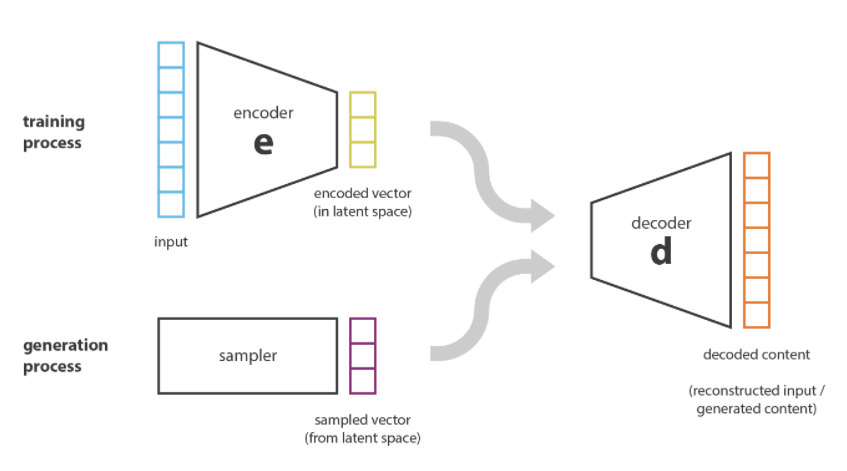 training
process
encoder
e
encoded vector
(in latent space)
input
decoder
d
generation
process
sampler
sampled vector
(from latent space)
decoded content
(reconstructed input /
generated content)